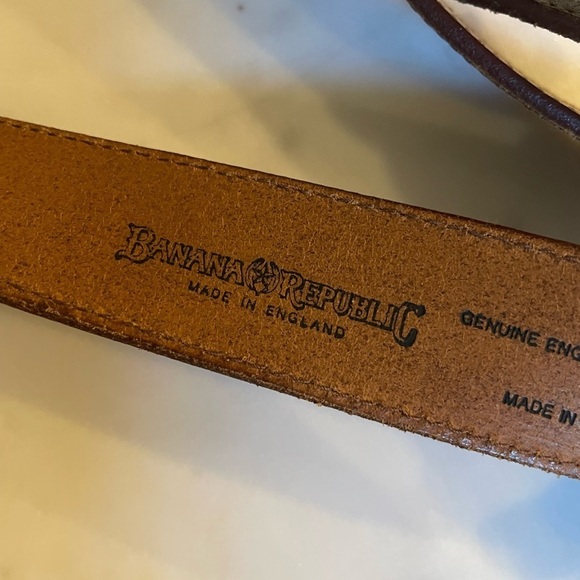 BANANA REPUBLIC
MADE IN ENGLAND
GENUINE ENG
MADE IN